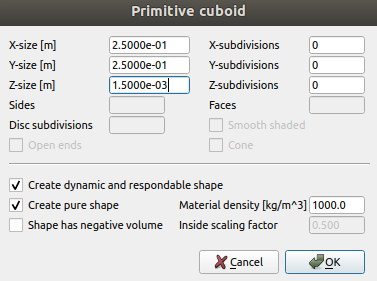 Primitive cuboid
X-size [m] 2.5000e-01 X-subdivisions 0
Y-size [m] 2.5000e-01 Y-subdivisions 0
Z-size [m] 1.5000e-03 Z-subdivisions 0
Sides Faces
Disc subdivisions Smooth shaded
Open ends Cone
Create dynamic and respondable shape
Create pure shape Material density [kg/m^3] 1000.0
Shape has negative volume Inside scaling factor 0.500
Cancel OK